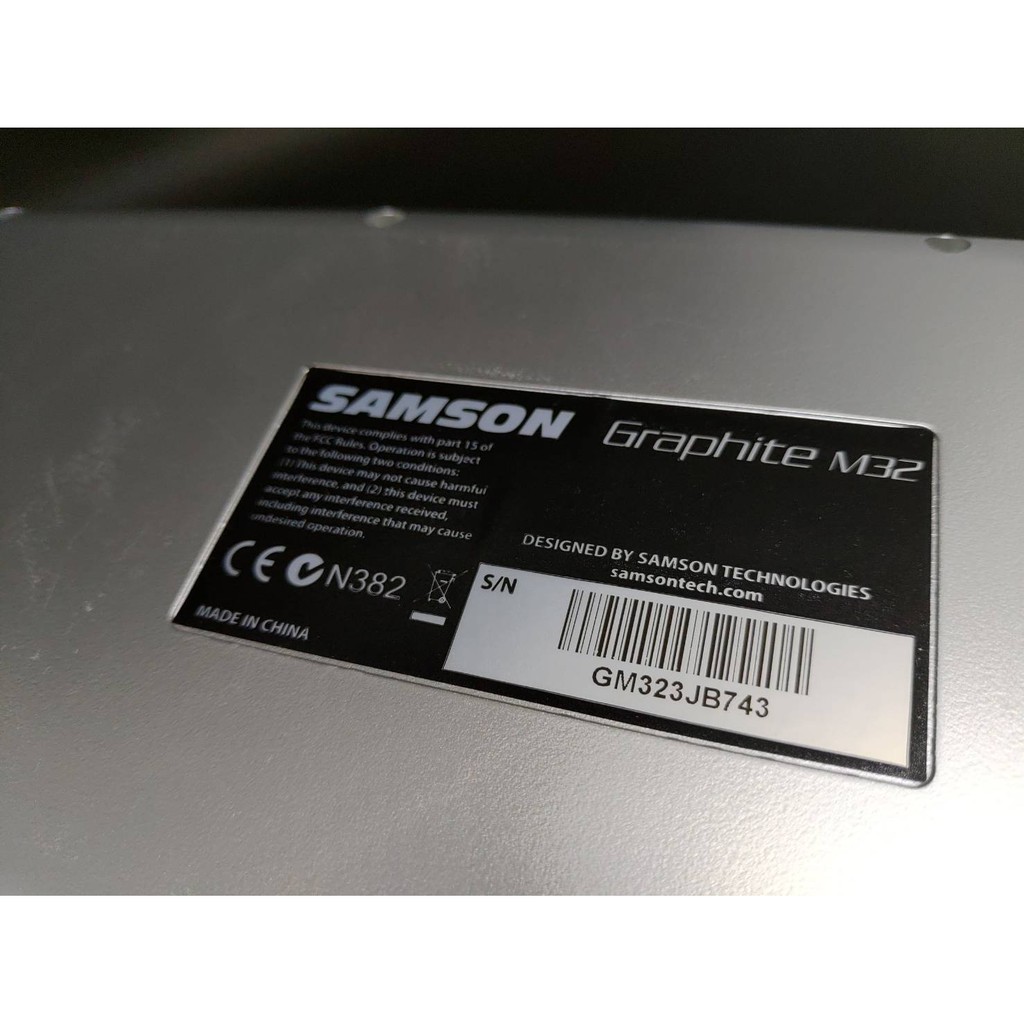 SAMSON
Graphite M32
This device complies with part 15 of
the FCC Rules. Operation is subject
to the following two conditions:
(1) This device may not cause harmful
interference, and (2) this device must
accept any interference received,
including interference that may cause
undesired operation.
CE N382
MADE IN CHINA
DESIGNED BY SAMSON TECHNOLOGIES
samsontech.com
S/N
GM323JB743